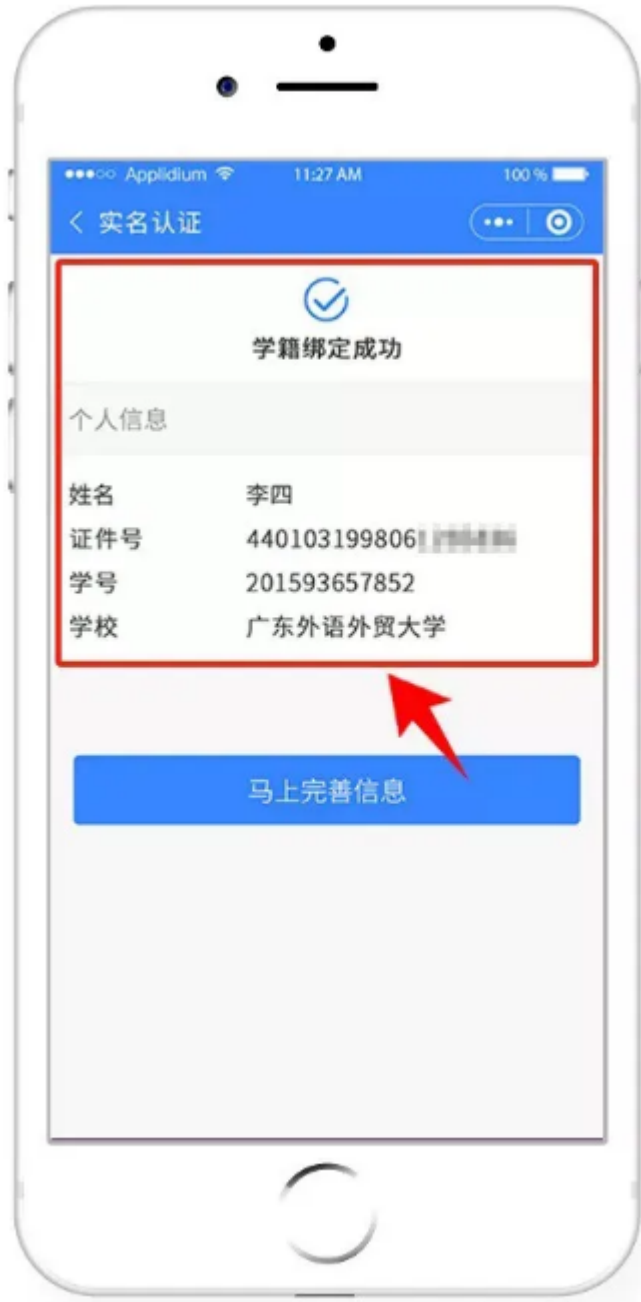 Applidium 11:27 AM 100 %
实名认证
学籍绑定成功
个人信息
姓名 李四
证件号 440103199806
学号 201593657852
学校 广东外语外贸大学
马上完善信息